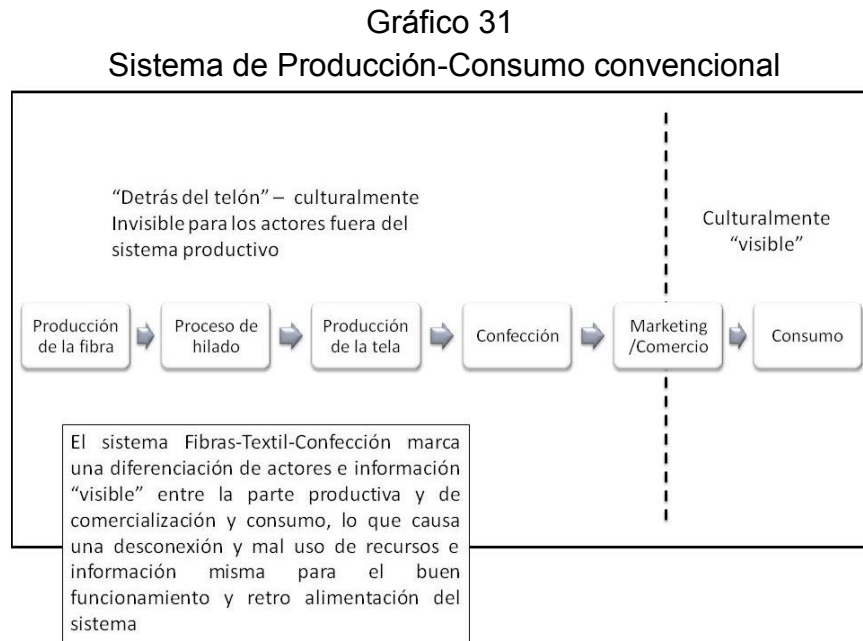 Gráfico 31
Sistema de Producción-Consumo convencional
“Detrás del telón” – culturalmente
Invisible para los actores fuera del
sistema productivo
Culturalmente
“visible”
Producción
de la fibra
Proceso de
hilado
Producción
de la tela
Confección
Marketing
/Comercio
Consumo
El sistema Fibras-Textil-Confección marca
una diferenciación de actores e información
“visible” entre la parte productiva y de
comercialización y consumo, lo que causa
una desconexión y mal uso de recursos e
información misma para el buen
funcionamiento y retro alimentación del
sistema